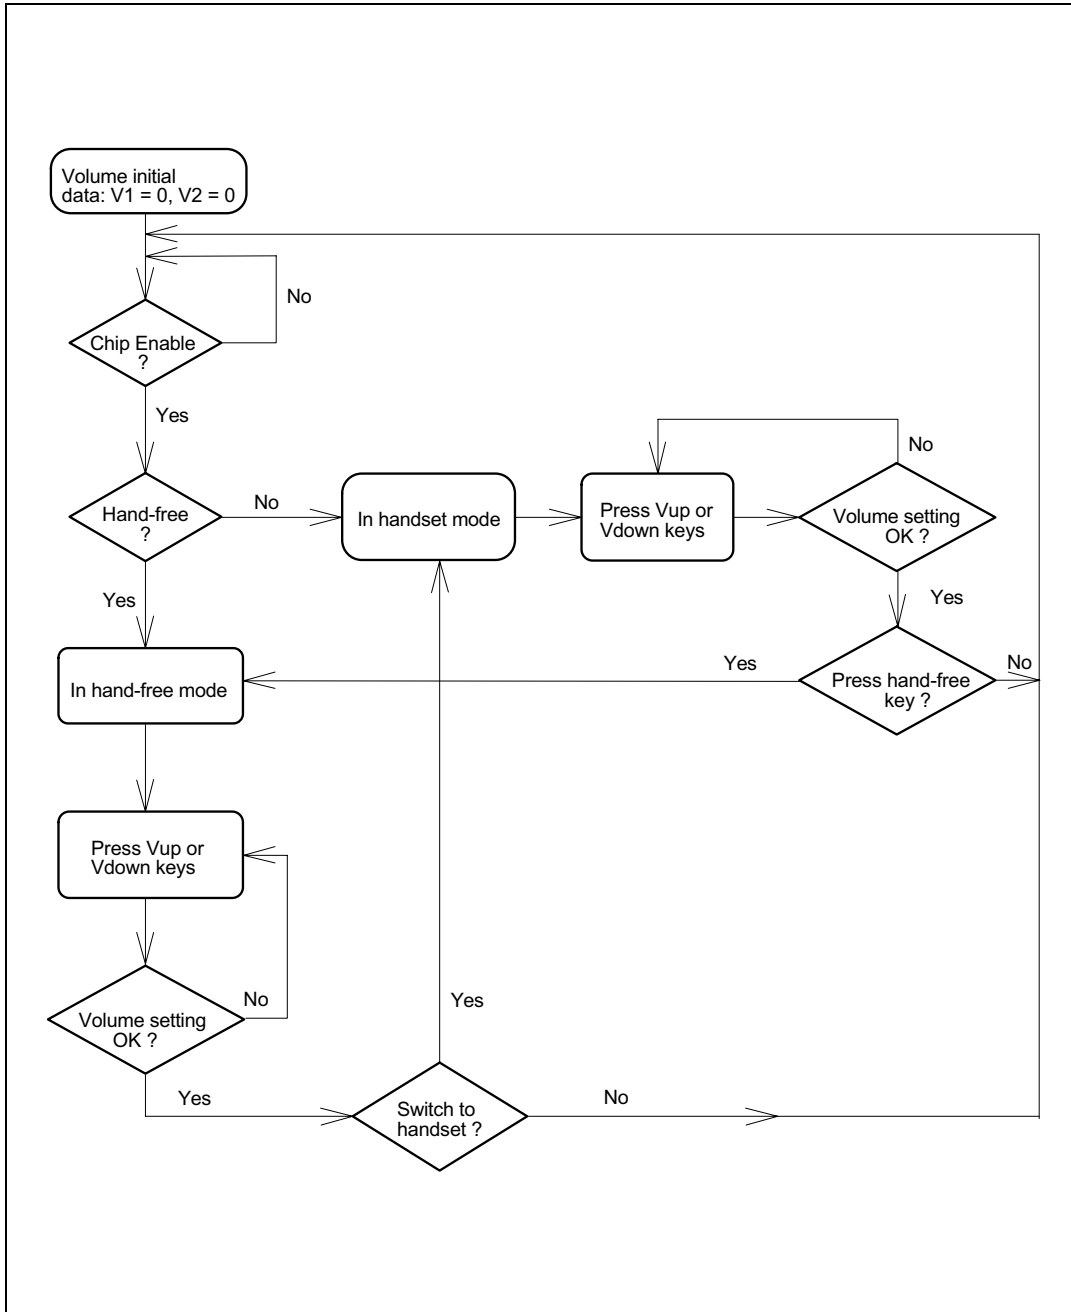 Volume initial
data: V1 = 0, V2 = 0
No
Chip Enable
?
Yes
No
Hand-free
?
No
In handset mode
Press Vup or
Vdown keys
Volume setting
OK ?
Yes
Yes
In hand-free mode
Yes
Press hand-free
key ?
No
Press Vup or
Vdown keys
Volume setting
OK ?
No
Yes
Yes
Switch to
handset ?
No